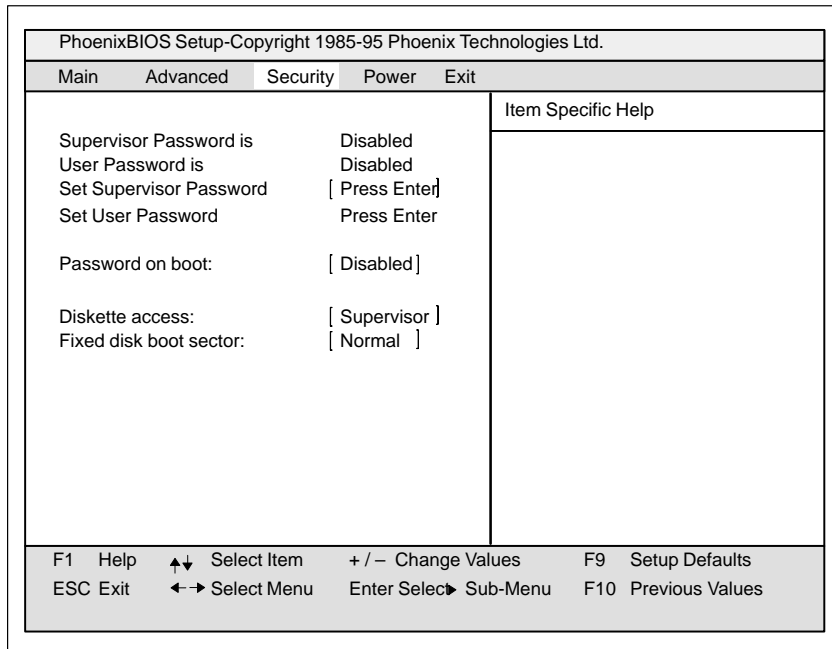 PhoenixBIOS Setup-Copyright 1985-95 Phoenix Technologies Ltd.
Main Advanced Security Power Exit
Item Specific Help
Supervisor Password is Disabled
User Password is Disabled
Set Supervisor Password [ Press Enter]
Set User Password Press Enter
Password on boot: [ Disabled ]
Diskette access: [ Supervisor ]
Fixed disk boot sector: [ Normal ]
F1 Help ▲▼ Select Item + / – Change Values F9 Setup Defaults
ESC Exit ←→ Select Menu Enter Select▶ Sub-Menu F10 Previous Values